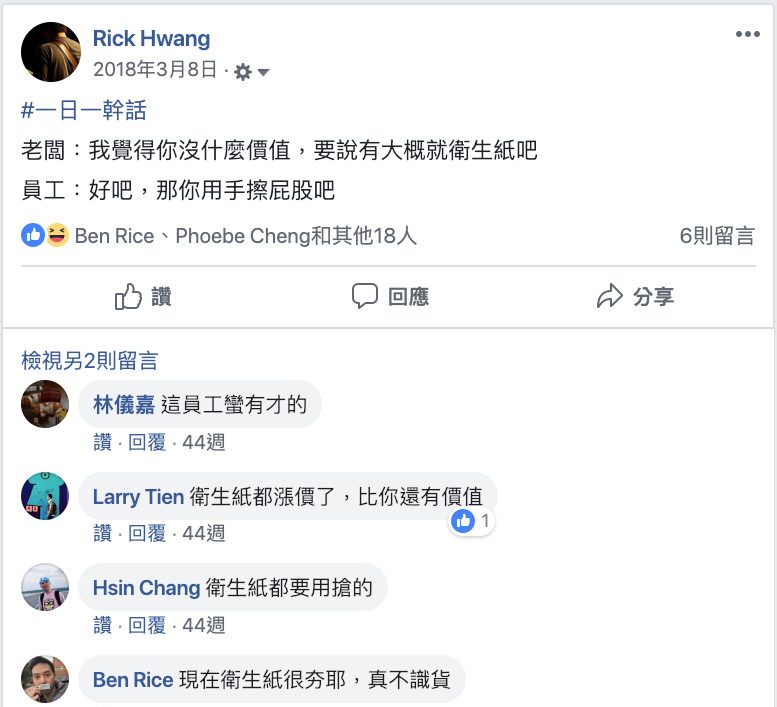 Rick Hwang
2018年3月8日 ·
#一日一幹話
老闆：我覺得你沒什麼價值，要說有大概就衛生紙吧
員工：好吧，那你用手擦屁股吧
Ben Rice、Phoebe Cheng和其他18人 6則留言
讚 回應 分享
檢視另2則留言
林儀嘉 這員工蠻有才的
讚 · 回覆 · 44週
Larry Tien 衛生紙都漲價了，比你還有價值
1
讚 · 回覆 · 44週
Hsin Chang 衛生紙都要用搶的
讚 · 回覆 · 44週
Ben Rice 現在衛生紙很夯耶，真不識貨